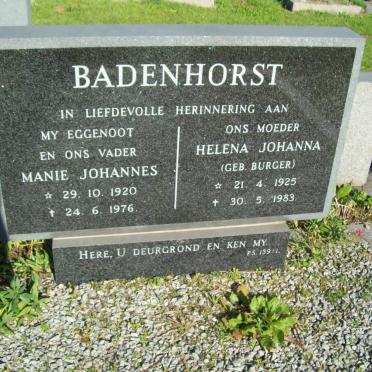 BADENHORST
IN LIEFDEVOLLE HERINNERING AAN
MY EGGENOOT
EN ONS VADER
MANIE JOHANNES
☆ 29. 10. 1920
✝ 24. 6. 1976.
ONS MOEDER
HELENA JOHANNA
(GEB. BURGER)
☆ 21. 4. 1925
✝ 30. 5. 1983.
HERE, U DEURGROND EN KEN MY.
PS. 139:1.